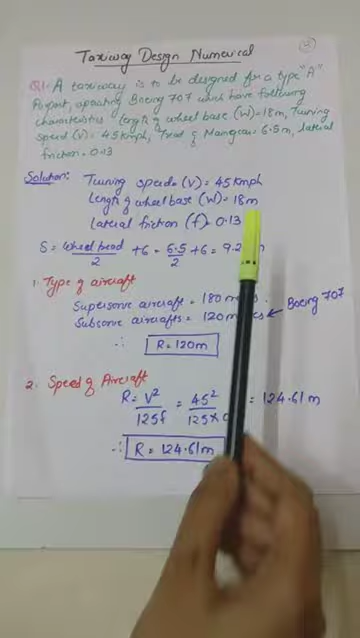 Taxiway Design Numerical
Q1. A taxiway is to be designed for a type "A"
Airport, operating Boeing 707 which have following
characteristics length of wheel base (W)=18m, Turning
speed (V) = 45 kmph, Tread of Main gear = 6.5m, lateral
friction = 0.13
Solution: Turning speed = (V) = 45 kmph
Length of wheel base (W) = 18m
Lateral friction (f) = 0.13
S = wheel tread/2 + 6 = 6.5/2 + 6 = 9.2 m
1. Type of aircraft
Supersonic aircraft = 180
Subsonic aircrafts = 120 ← Boeing 707
∴ R = 120m
2. Speed of Aircraft
R = V²/125f = 45²/125× = 124.61 m
∴ R = 124.61m